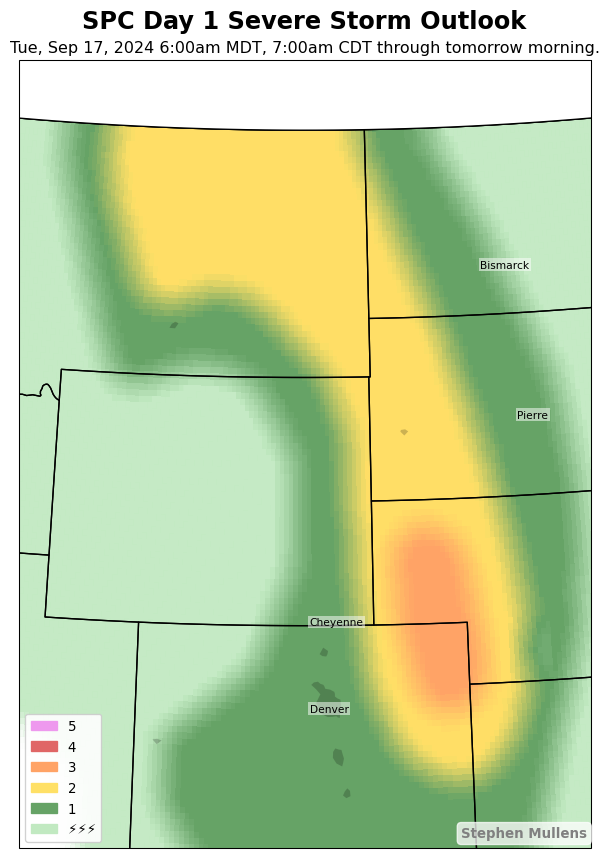 SPC Day 1 Severe Storm Outlook
Tue, Sep 17, 2024 6:00am MDT, 7:00am CDT through tomorrow morning.
Bismarck
Pierre
Cheyenne
Denver
5
4
3
2
1
⚡⚡⚡
Stephen Mullens